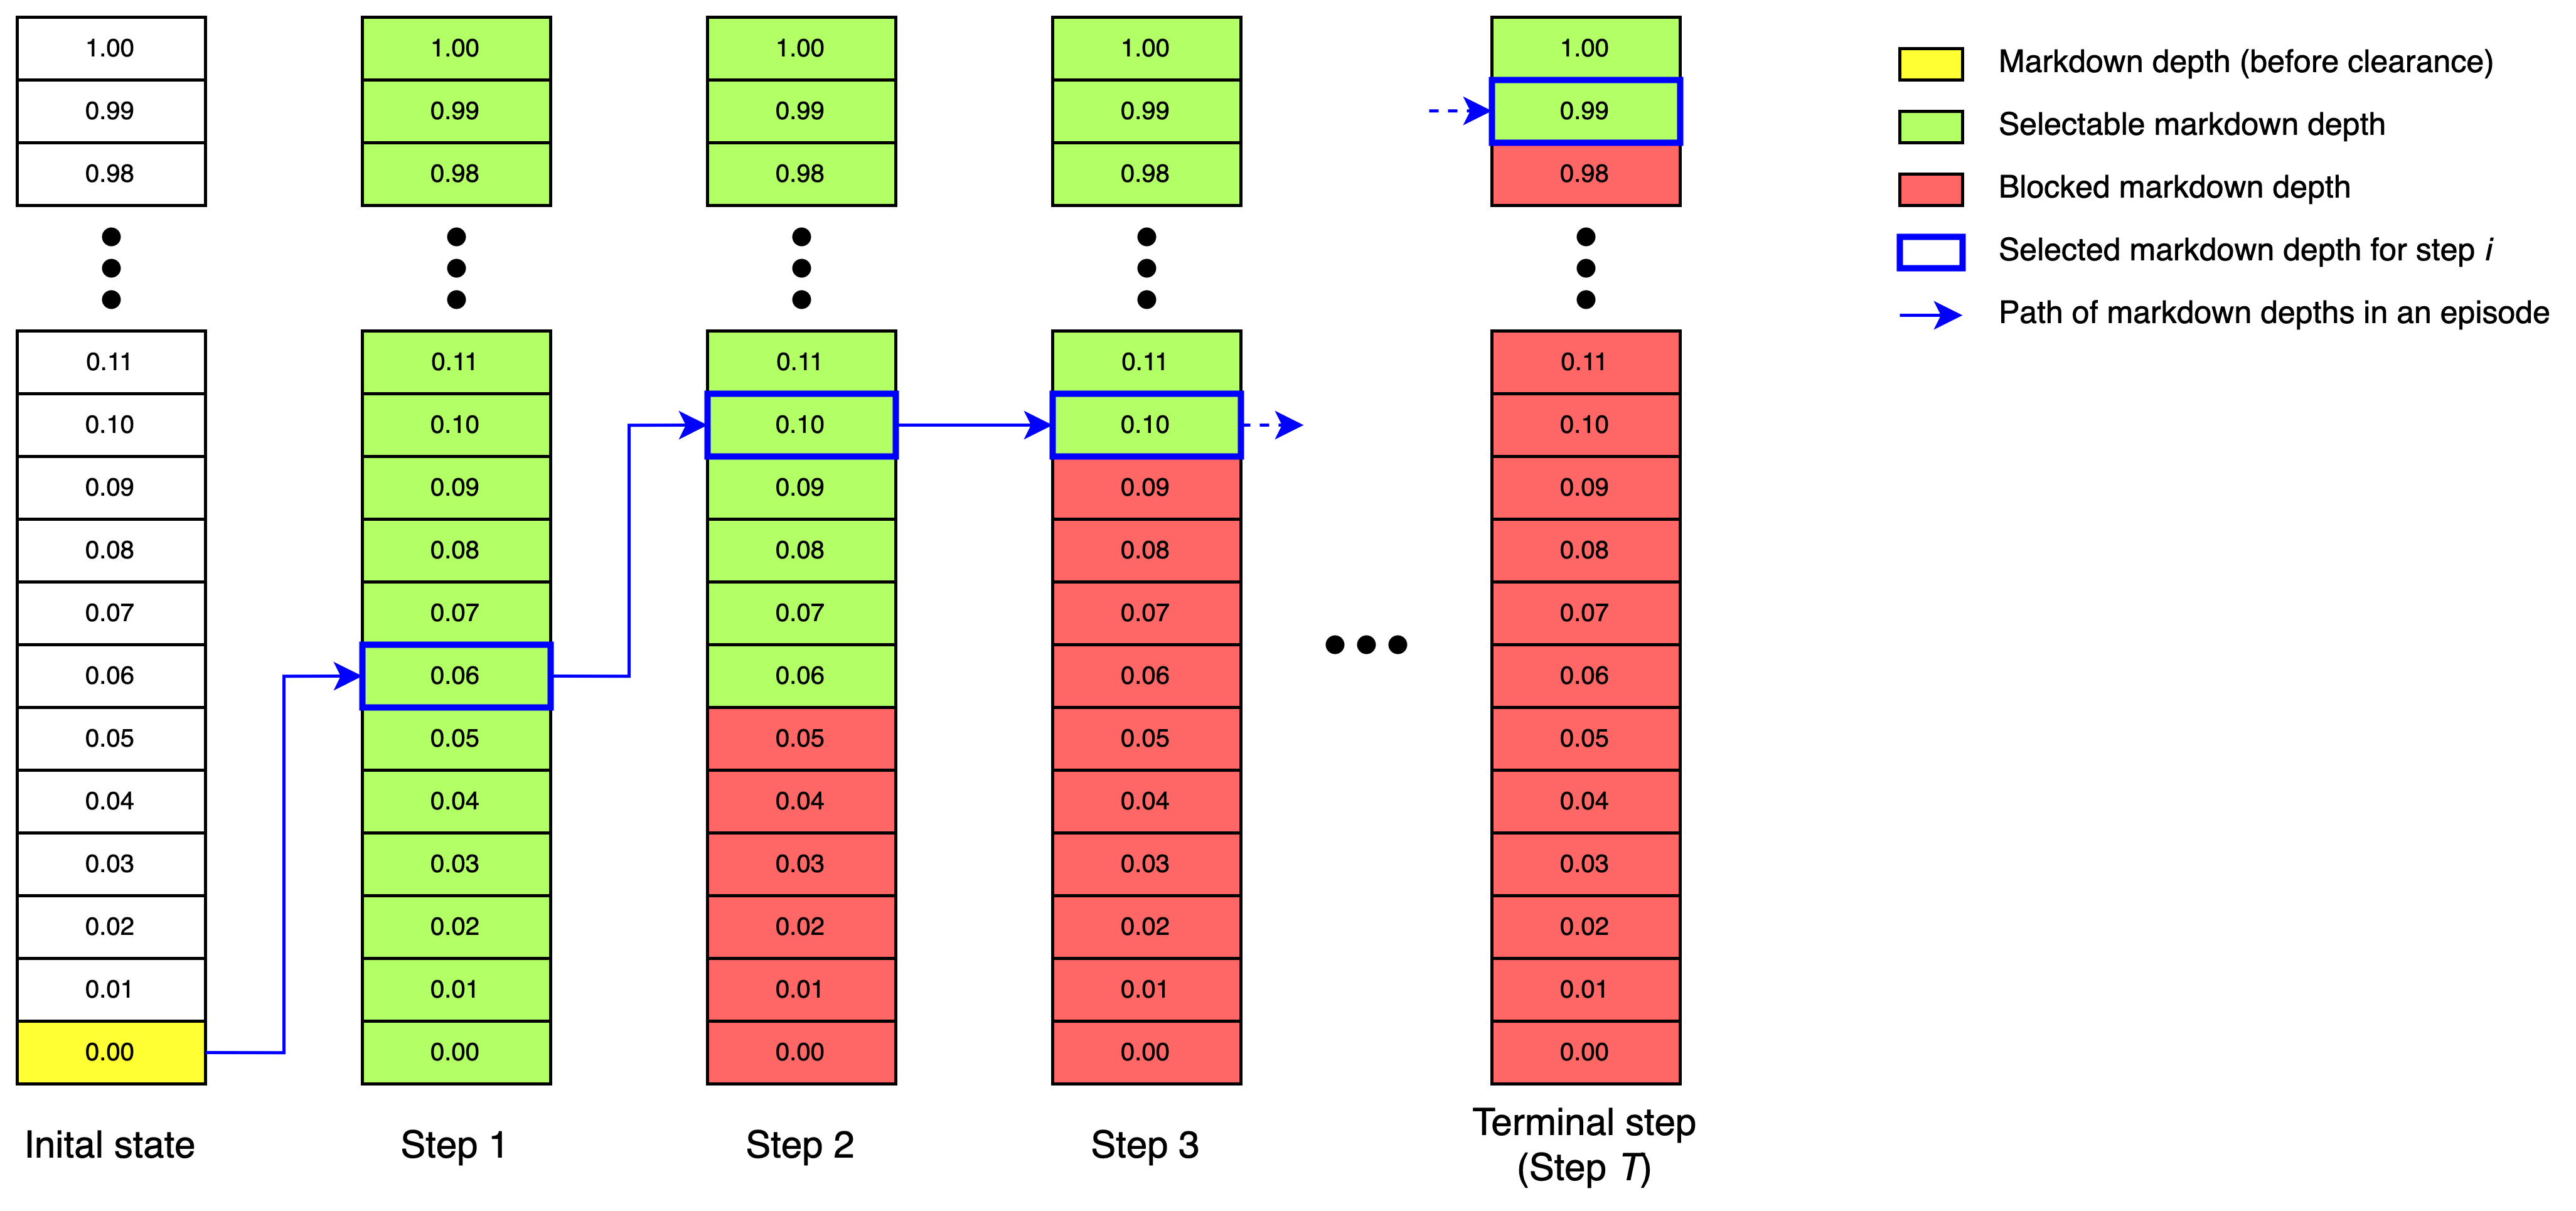 1.00 1.00 1.00 1.00 1.00
0.99 0.99 0.99 0.99 0.99
0.98 0.98 0.98 0.98 0.98
0.11 0.11 0.11 0.11 0.11
0.10 0.10 0.10 0.10 0.10
0.09 0.09 0.09 0.09 0.09
0.08 0.08 0.08 0.08 0.08
0.07 0.07 0.07 0.07 0.07
0.06 0.06 0.06 0.06 0.06
0.05 0.05 0.05 0.05 0.05
0.04 0.04 0.04 0.04 0.04
0.03 0.03 0.03 0.03 0.03
0.02 0.02 0.02 0.02 0.02
0.01 0.01 0.01 0.01 0.01
0.00 0.00 0.00 0.00 0.00
Inital state
Step 1
Step 2
Step 3
Terminal step
(Step T)
Markdown depth (before clearance)
Selectable markdown depth
Blocked markdown depth
Selected markdown depth for step i
Path of markdown depths in an episode